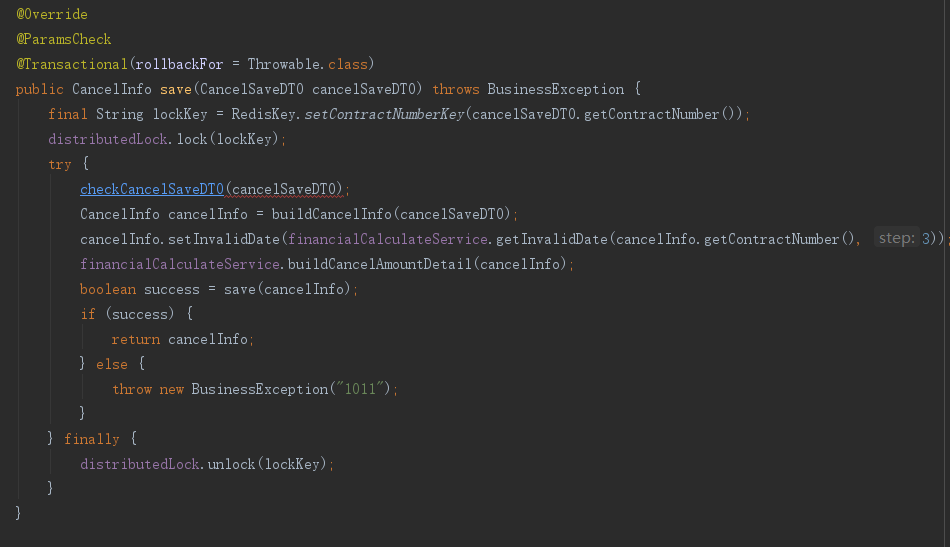 @Override
@ParamsCheck
@Transactional(rollbackFor = Throwable.class)
public CancelInfo save(CancelSaveDTO cancelSaveDTO) throws BusinessException {
final String lockKey = RedisKey.setContractNumberKey(cancelSaveDTO.getContractNumber());
distributedLock.lock(lockKey);
try {
checkCancelSaveDTO(cancelSaveDTO);
CancelInfo cancelInfo = buildCancelInfo(cancelSaveDTO);
cancelInfo.setInvalidDate(financialCalculateService.getInvalidDate(cancelInfo.getContractNumber(), step: 3));
financialCalculateService.buildCancelAmountDetail(cancelInfo);
boolean success = save(cancelInfo);
if (success) {
return cancelInfo;
} else {
throw new BusinessException("1011");
}
} finally {
distributedLock.unlock(lockKey);
}
}